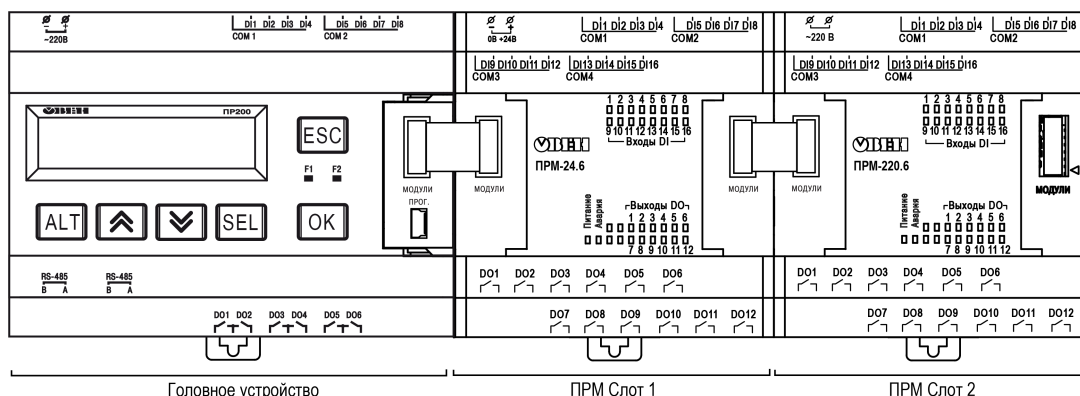 ~220В DI1 DI2 DI3 DI4 DI5 DI6 DI7 DI8 0В +24В DI1 DI2 DI3 DI4 DI5 DI6 DI7 DI8 ~220 В DI1 DI2 DI3 DI4 DI5 DI6 DI7 DI8
COM 1 COM 2 COM1 COM2 COM1 COM2
DI9 DI10 DI11 DI12 DI13 DI14 DI15 DI16 DI9 DI10 DI11 DI12 DI13 DI14 DI15 DI16
COM3 COM4 COM3 COM4
ОВЕН ПР200
ESC
F1 F2
ALT SEL OK
МОДУЛИ
ПРОГ.
RS-485 RS-485
B A B A
DO1 DO2 DO3 DO4 DO5 DO6
МОДУЛИ
1 2 3 4 5 6 7 8
9 10 11 12 13 14 15 16
Входы DI
ОВЕН
ПРМ-24.6
Питание
Авария
Выходы DO
1 2 3 4 5 6
7 8 9 10 11 12
МОДУЛИ
DO1 DO2 DO3 DO4 DO5 DO6
DO7 DO8 DO9 DO10 DO11 DO12
МОДУЛИ
1 2 3 4 5 6 7 8
9 10 11 12 13 14 15 16
Входы DI
ОВЕН
ПРМ-220.6
Питание
Авария
Выходы DO
1 2 3 4 5 6
7 8 9 10 11 12
МОДУЛИ
DO1 DO2 DO3 DO4 DO5 DO6
DO7 DO8 DO9 DO10 DO11 DO12
Головное устройство ПРМ Слот 1 ПРМ Слот 2